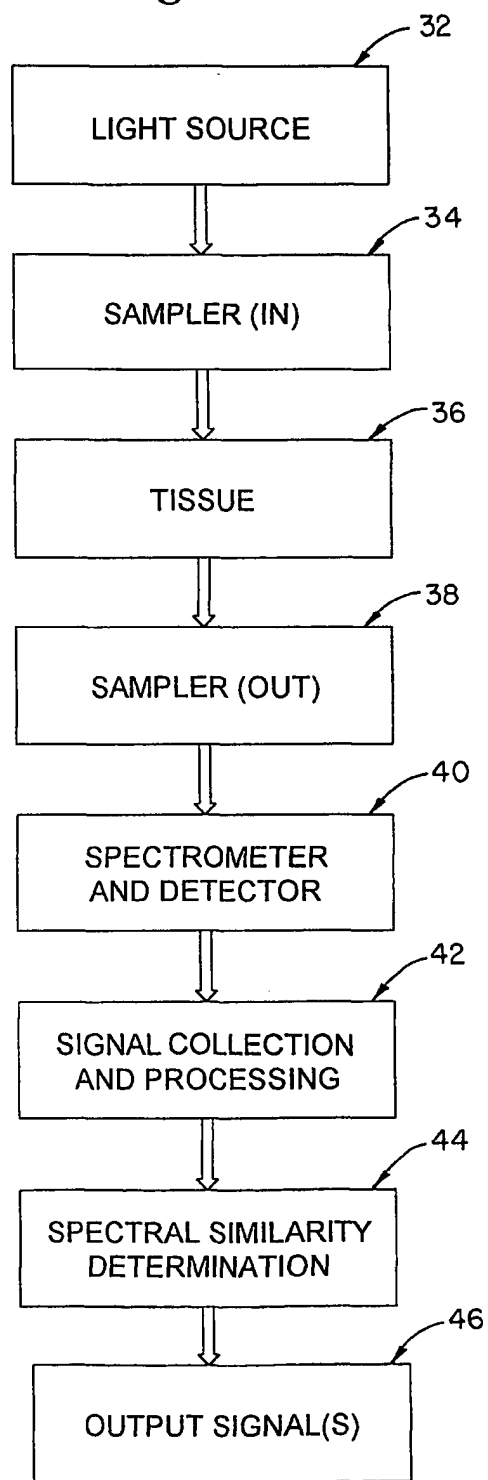 32
LIGHT SOURCE
34
SAMPLER (IN)
36
TISSUE
38
SAMPLER (OUT)
40
SPECTROMETER
AND DETECTOR
42
SIGNAL COLLECTION
AND PROCESSING
44
SPECTRAL SIMILARITY
DETERMINATION
46
OUTPUT SIGNAL(S)